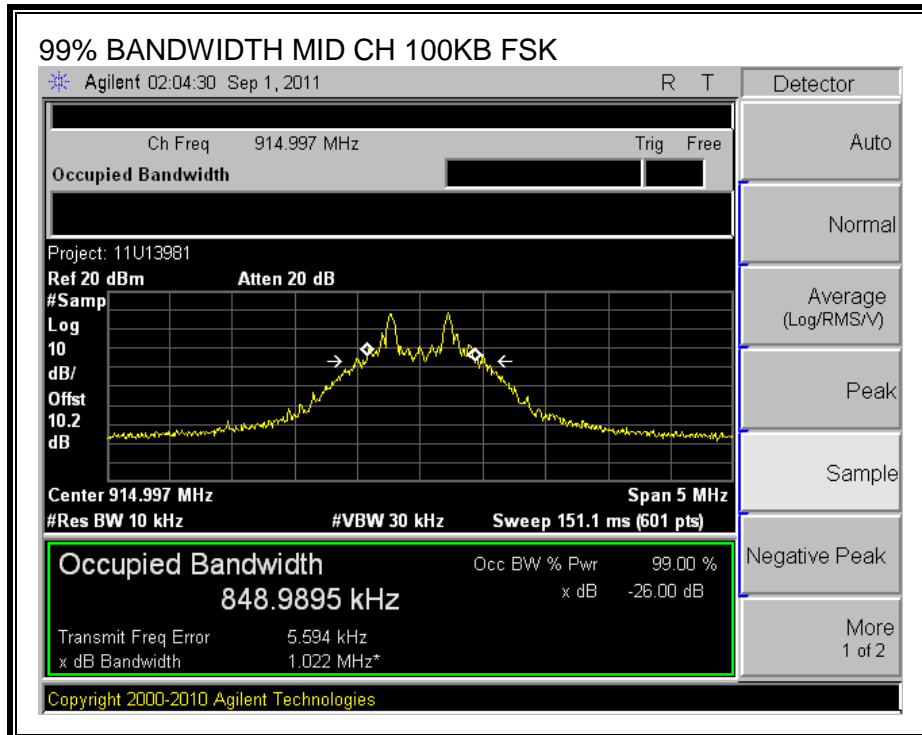 99% BANDWIDTH MID CH 100KB FSK
Agilent 02:04:30 Sep 1, 2011 R T
Ch Freq 914.997 MHz Trig Free
Occupied Bandwidth
Project: 11U13981
Ref 20 dBm Atten 20 dB
#Samp
Log
10
dB/
Offst
10.2
dB
Center 914.997 MHz Span 5 MHz
#Res BW 10 kHz #VBW 30 kHz Sweep 151.1 ms (601 pts)
Occupied Bandwidth Occ BW % Pwr 99.00 %
848.9895 kHz x dB -26.00 dB
Transmit Freq Error 5.594 kHz
x dB Bandwidth 1.022 MHz*
Copyright 2000-2010 Agilent Technologies
Detector
Auto
Normal
Average
(Log/RMS/V)
Peak
Sample
Negative Peak
More
1 of 2